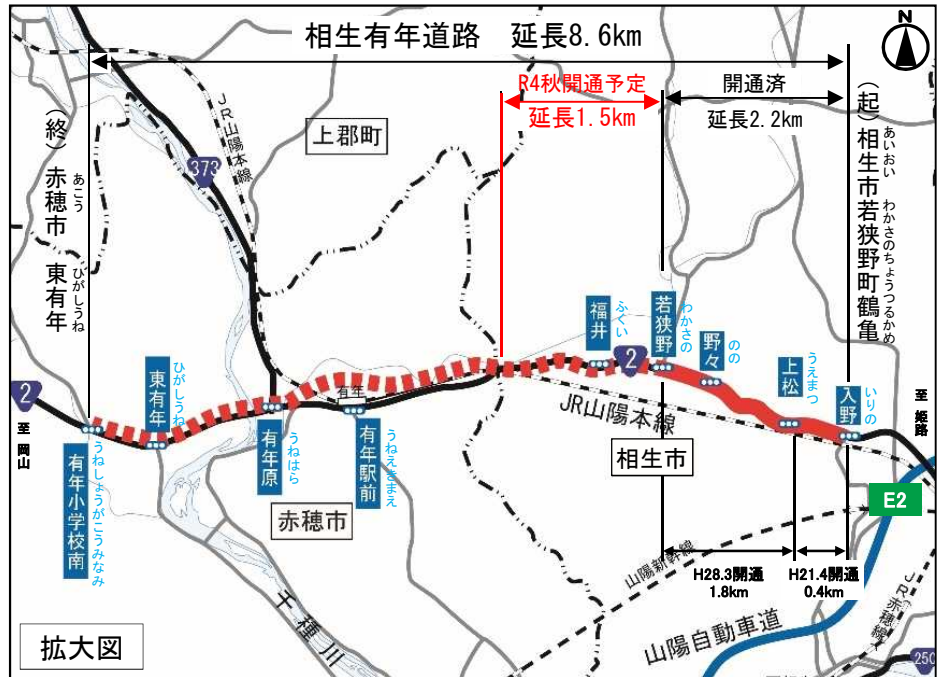 相生有年道路 延長8.6km
N
R4秋開通予定
延長1.5km
開通済
延長2.2km
(終)赤穂市 東有年
あこう
ひがしうね
(起)相生市若狭野町鶴亀
あいおい
わかさのちょうつるかめ
JR山陽本線
373
上郡町
福井
ふくい
若狭野
わかさの
2
野々
のの
上松
うえまつ
入野
いりの
至 姫路
2
至 岡山
東有年
ひがしうね
有年
有年小学校南
うねしょうがこうみなみ
有年原
うねはら
有年駅前
うねえきまえ
JR山陽本線
相生市
赤穂市
E2
山陽新幹線
H28.3開通
1.8km
H21.4開通
0.4km
JR赤穂線
山陽自動車道
千種川
拡大図
250